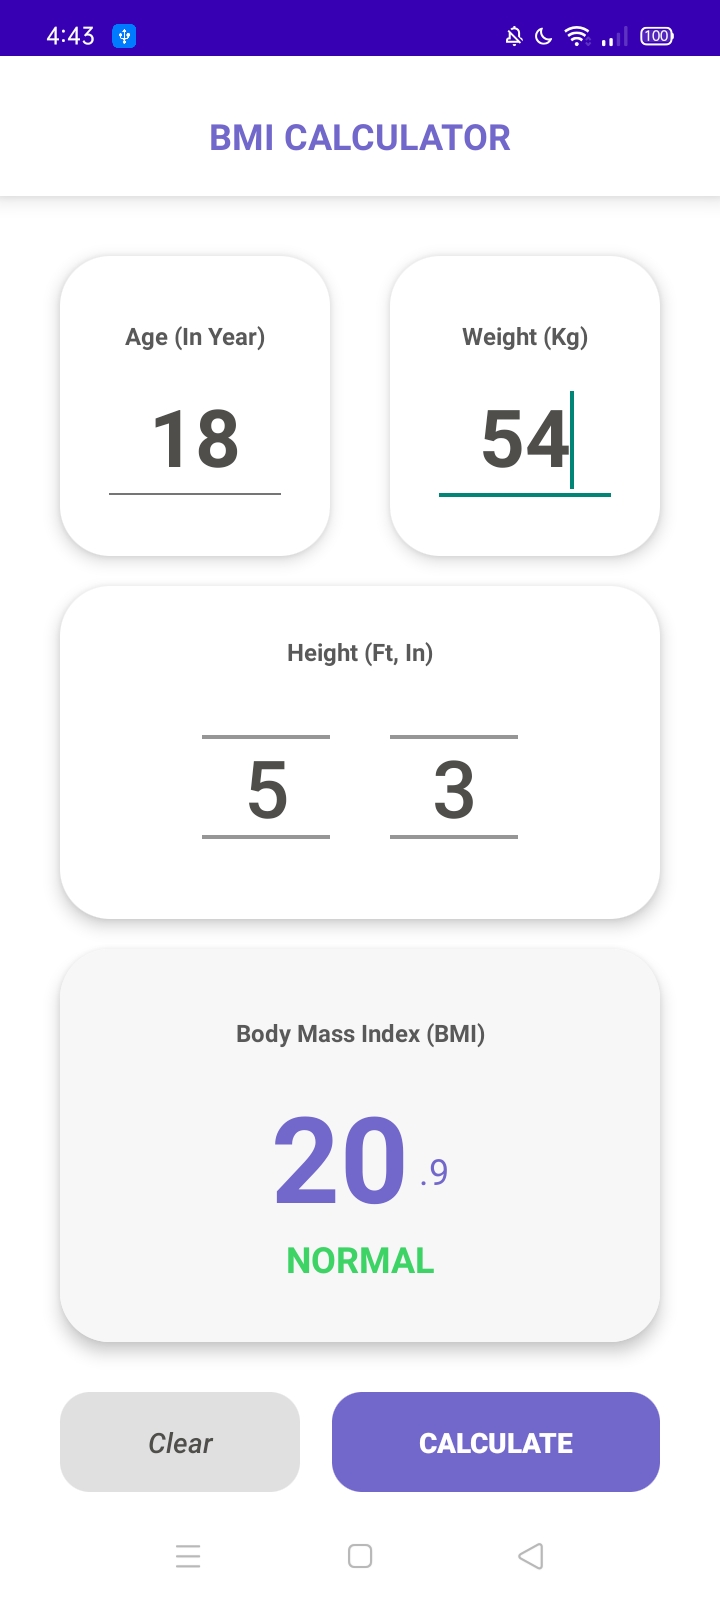 4:43
100
BMI CALCULATOR
Age (In Year)
Weight (Kg)
18
54
Height (Ft, In)
5
3
Body Mass Index (BMI)
20 .9
NORMAL
Clear
CALCULATE